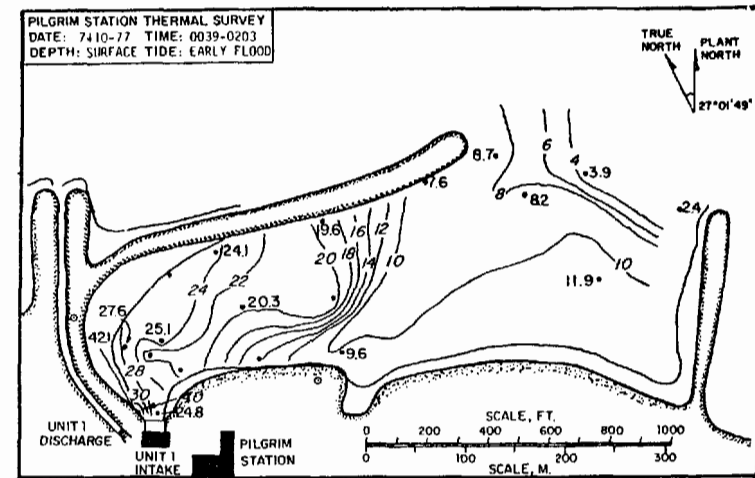 PILGRIM STATION THERMAL SURVEY
DATE: 7-10-77 TIME: 0039-0203
DEPTH: SURFACE TIDE: EARLY FLOOD
TRUE NORTH
PLANT NORTH
27°01'49"
8.7
6
4
3.9
7.6
8
8.2
2.4
19.6
16
12
24.1
20
18
14
10
22
24
20.3
11.9
10
27.6
42.1
25.1
9.6
28
30
24.8
UNIT 1
DISCHARGE
UNIT 1
INTAKE
PILGRIM
STATION
SCALE, FT.
0 200 400 600 800 1000
0 100 200 300
SCALE, M.